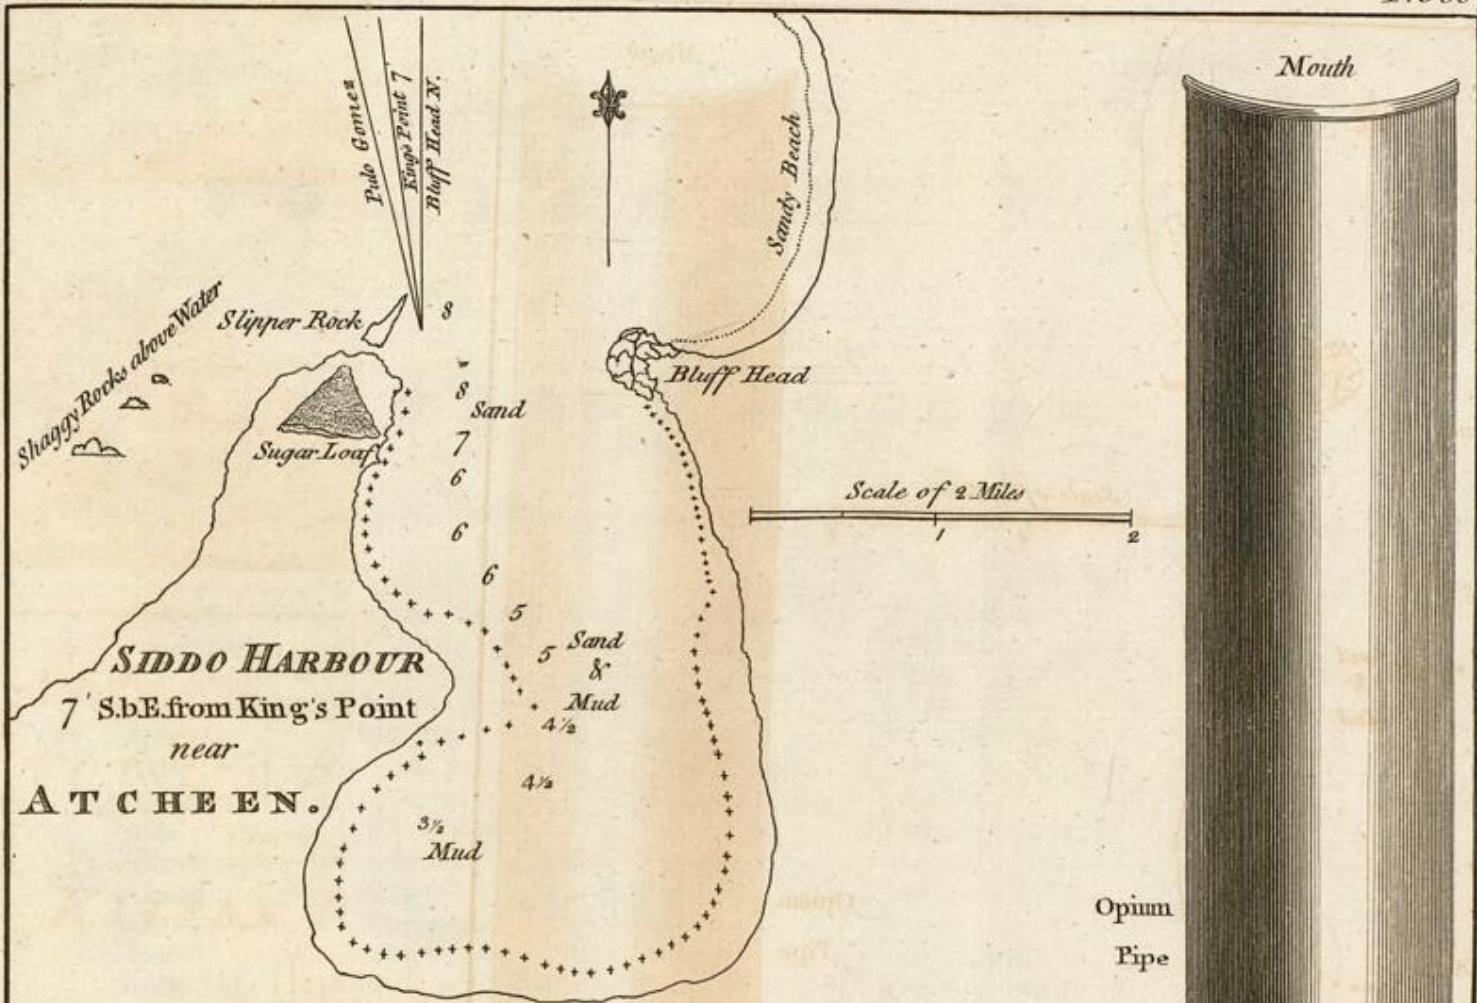 Mouth
Pulo Gomez
King's Point 7'
Bluff Head N.
Sandy Beach
Shaggy Rocks above Water
Slipper Rock
8
Bluff Head
8
Sand
Sugar Loaf
7
6
Scale of 2 Miles
1
2
6
6
5
5
Sand
&
Mud
SIDDO HARBOUR
7' S.b.E. from King's Point
near
ATCHEEN.
4½
4½
3½
Mud
Opium
Pipe